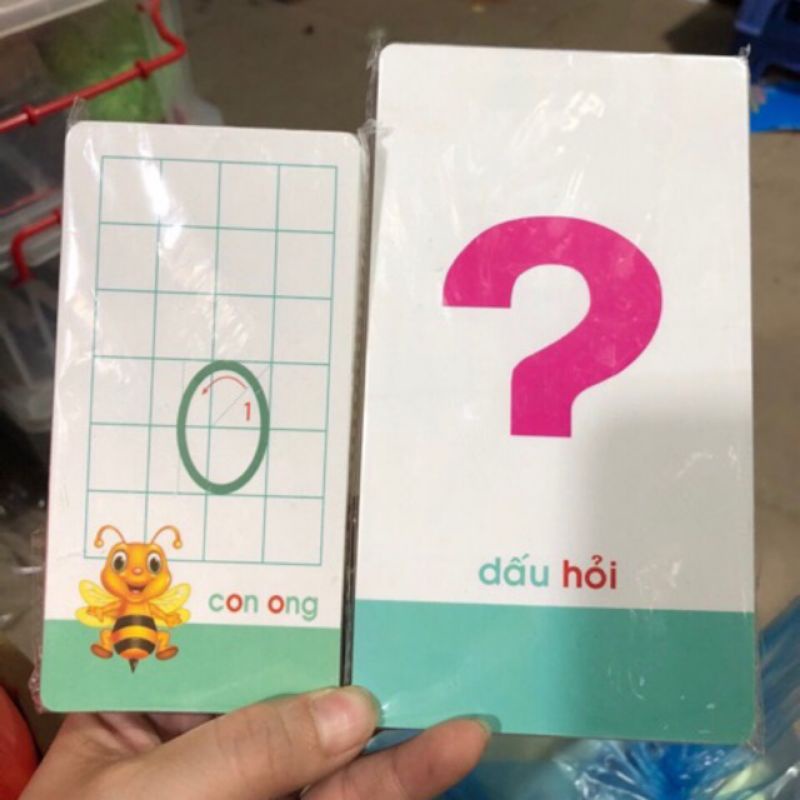 1
con ong
?
dấu hỏi